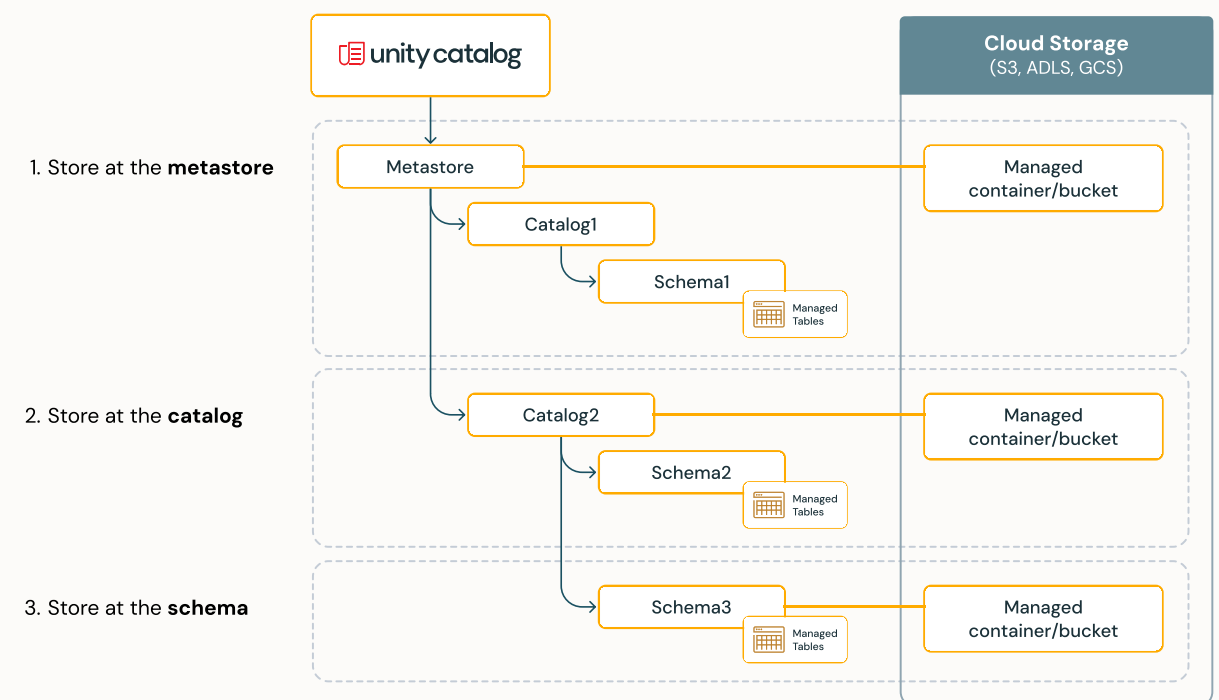 unity catalog
Cloud Storage
(S3, ADLS, GCS)
1. Store at the metastore
Metastore
Managed
container/bucket
Catalog1
Schema1
Managed
Tables
2. Store at the catalog
Catalog2
Managed
container/bucket
Schema2
Managed
Tables
3. Store at the schema
Schema3
Managed
container/bucket
Managed
Tables